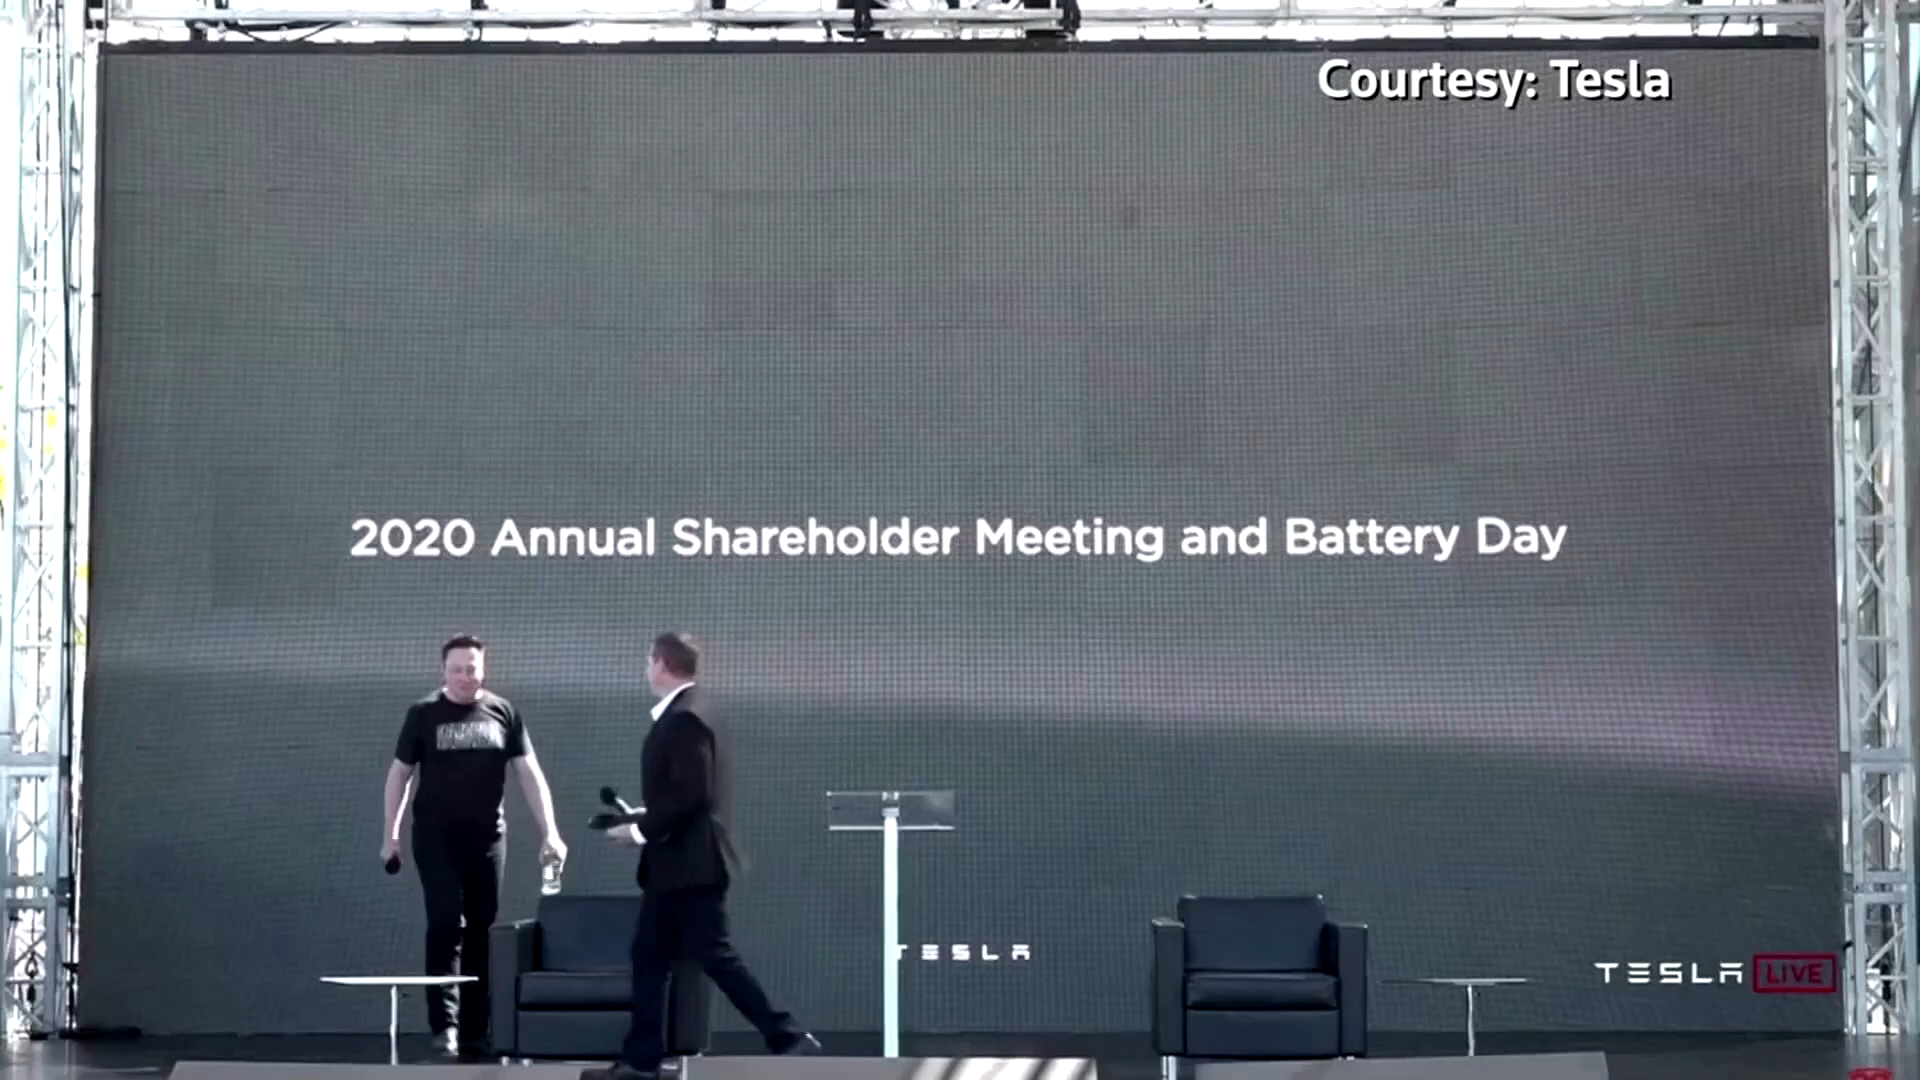 Courtesy: Tesla
2020 Annual Shareholder Meeting and Battery Day
TESLA
TESLA LIVE